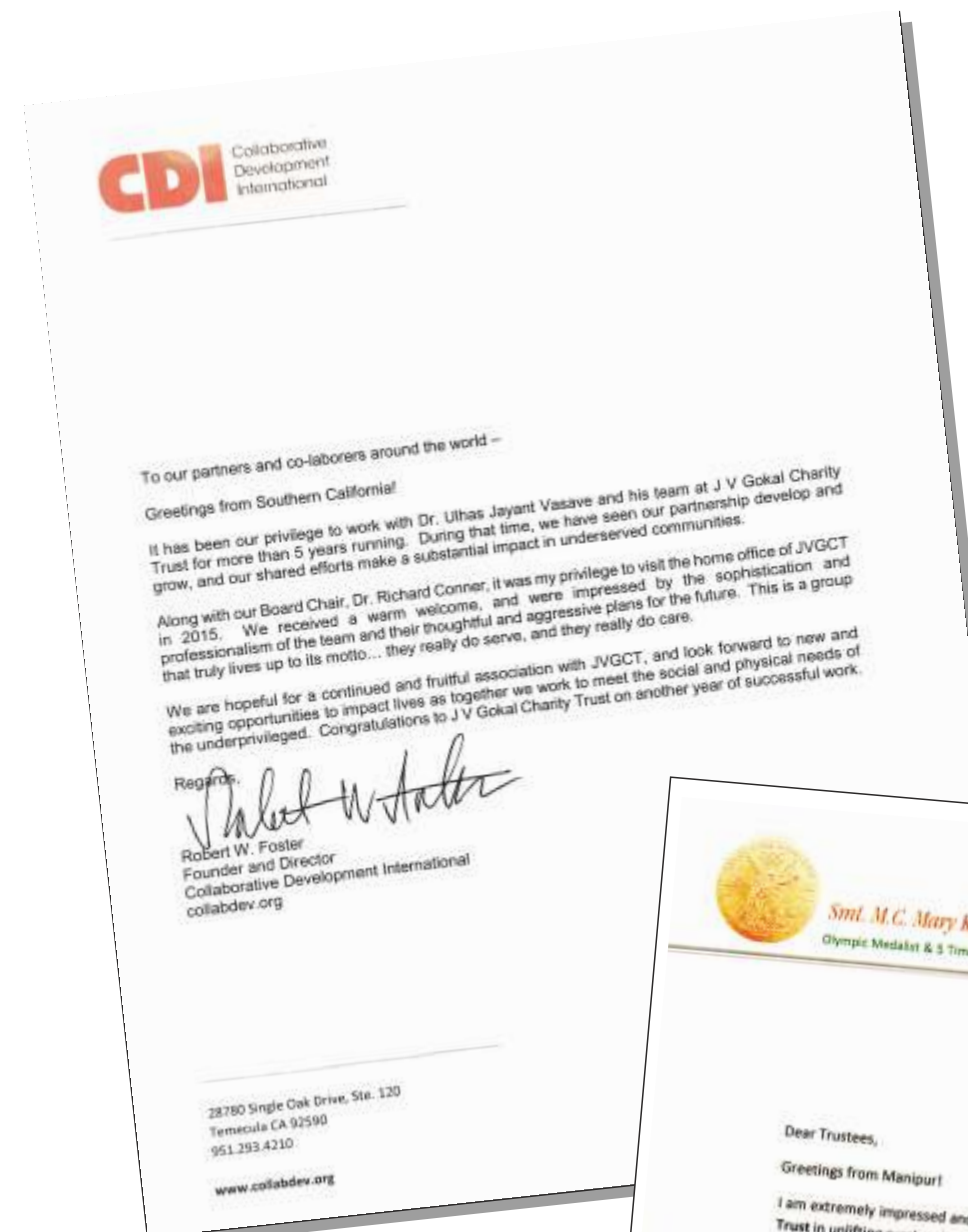 CDI
Collaborative
Development
International
To our partners and co-laborers around the world –
Greetings from Southern California!
It has been our privilege to work with Dr. Ulhas Jayant Vasave and his team at J V Gokal Charity
Trust for more than 5 years running. During that time, we have seen our partnership develop and
grow, and our shared efforts make a substantial impact in underserved communities.
Along with our Board Chair, Dr. Richard Conner, it was my privilege to visit the home office of JVGCT
in 2015. We received a warm welcome, and were impressed by the sophistication and
professionalism of the team and their thoughtful and aggressive plans for the future. This is a group
that truly lives up to its motto... they really do serve, and they really do care.
We are hopeful for a continued and fruitful association with JVGCT, and look forward to new and
exciting opportunities to impact lives as together we work to meet the social and physical needs of
the underprivileged. Congratulations to J V Gokal Charity Trust on another year of successful work.
Regards,
Robert W. Foster
Founder and Director
Collaborative Development International
collabdev.org
28780 Single Oak Drive, Ste. 120
Temecula CA 92590
951.293.4210
www.collabdev.org
Smt. M.C. Mary K
Olympic Medalist & 5 Tim
Dear Trustees,
Greetings from Manipur!
I am extremely impressed an
Trust in